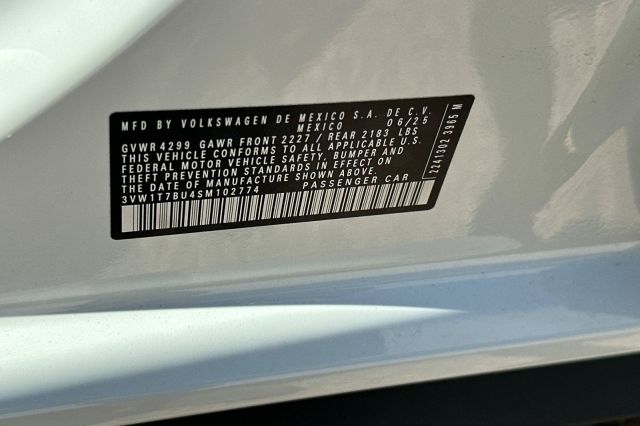 MFD BY VOLKSWAGEN DE MEXICO S.A. DE C.V.
MEXICO 06/25
GVWR 4299 GAWR FRONT 2227 / REAR 2183 LBS
THIS VEHICLE CONFORMS TO ALL APPLICABLE U.S.
FEDERAL MOTOR VEHICLE SAFETY, BUMPER AND
THEFT PREVENTION STANDARDS IN EFFECT ON
THE DATE OF MANUFACTURE SHOWN ABOVE.
3VW1T7BU4SM102774 PASSENGER CAR
2241302 3965 M